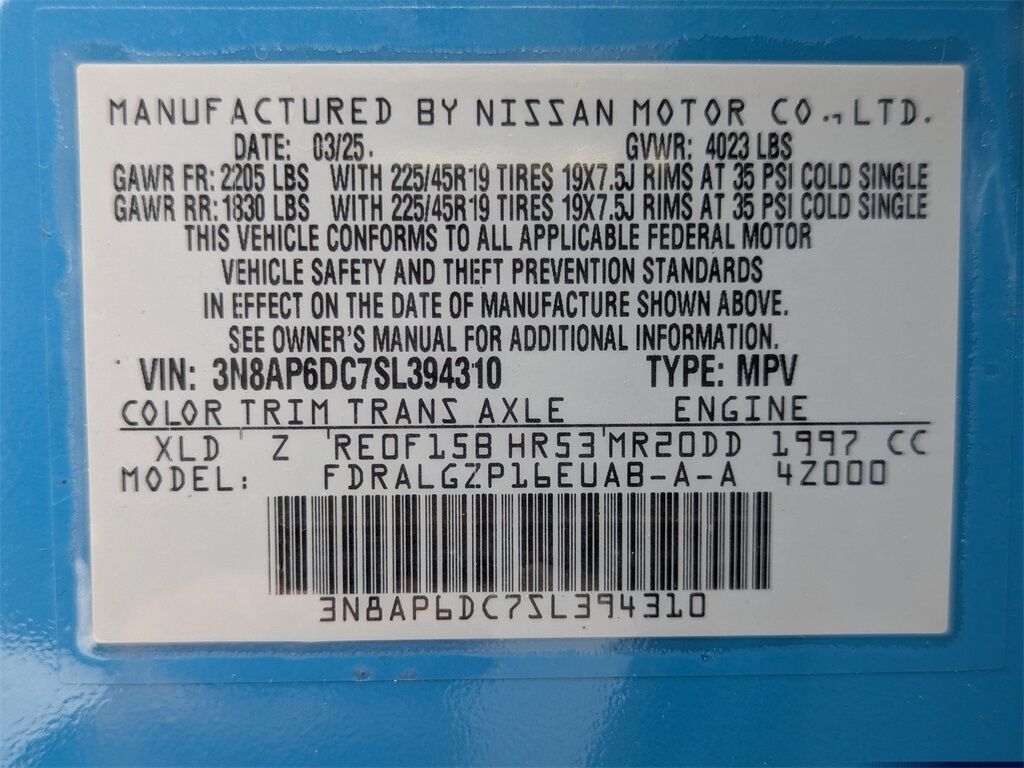 MANUFACTURED BY NISSAN MOTOR CO.,LTD.
DATE: 03/25. GVWR: 4023 LBS
GAWR FR: 2205 LBS WITH 225/45R19 TIRES 19X7.5J RIMS AT 35 PSI COLD SINGLE
GAWR RR: 1830 LBS WITH 225/45R19 TIRES 19X7.5J RIMS AT 35 PSI COLD SINGLE
THIS VEHICLE CONFORMS TO ALL APPLICABLE FEDERAL MOTOR
VEHICLE SAFETY AND THEFT PREVENTION STANDARDS
IN EFFECT ON THE DATE OF MANUFACTURE SHOWN ABOVE.
SEE OWNER'S MANUAL FOR ADDITIONAL INFORMATION.
VIN: 3N8AP6DC7SL394310 TYPE: MPV
COLOR TRIM TRANS AXLE ENGINE
XLD Z RE0F15B HR53 MR20DD 1997 CC
MODEL: FDRALGZP16EUAB-A-A 4Z000
3N8AP6DC7SL394310